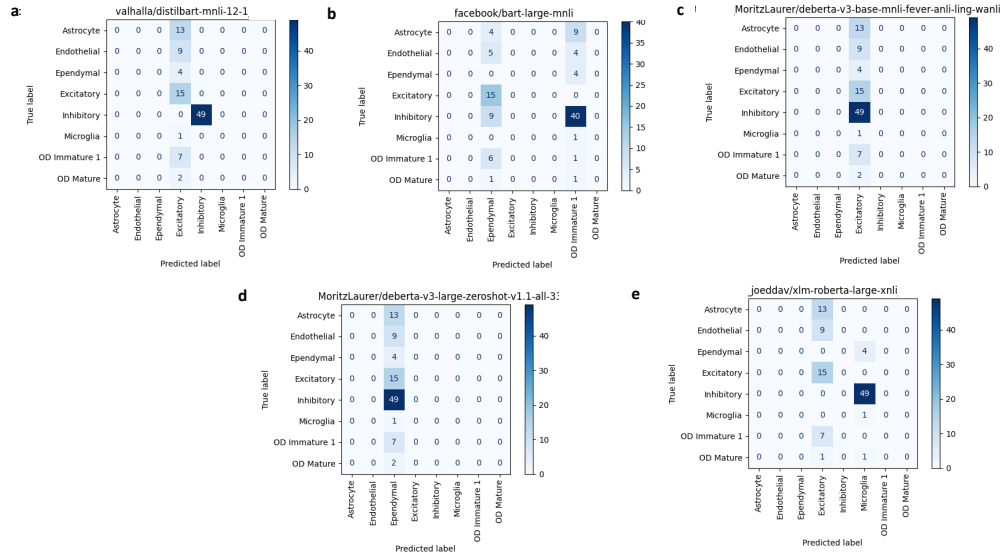 a:
valhalla/distilbart-mnli-12-1
True label
Astrocyte 0 0 0 13 0 0 0 0
Endothelial 0 0 0 9 0 0 0 0
Ependymal 0 0 0 4 0 0 0 0
Excitatory 0 0 0 15 0 0 0 0
Inhibitory 0 0 0 0 49 0 0 0
Microglia 0 0 0 1 0 0 0 0
OD Immature 1 0 0 0 7 0 0 0 0
OD Mature 0 0 0 2 0 0 0 0
Astrocyte Endothelial Ependymal Excitatory Inhibitory Microglia OD Immature 1 OD Mature
Predicted label
40
30
20
10
0
b
facebook/bart-large-mnli
True label
Astrocyte 0 0 4 0 0 0 9 0
Endothelial 0 0 5 0 0 0 4 0
Ependymal 0 0 0 0 0 0 4 0
Excitatory 0 0 15 0 0 0 0 0
Inhibitory 0 0 9 0 0 0 40 0
Microglia 0 0 0 0 0 0 1 0
OD Immature 1 0 0 6 0 0 0 1 0
OD Mature 0 0 1 0 0 0 1 0
Astrocyte Endothelial Ependymal Excitatory Inhibitory Microglia OD Immature 1 OD Mature
Predicted label
40
35
30
25
20
15
10
5
0
c
MoritzLaurer/deberta-v3-base-mnli-fever-anli-ling-wanli
True label
Astrocyte 0 0 0 13 0 0 0 0
Endothelial 0 0 0 9 0 0 0 0
Ependymal 0 0 0 4 0 0 0 0
Excitatory 0 0 0 15 0 0 0 0
Inhibitory 0 0 0 49 0 0 0 0
Microglia 0 0 0 1 0 0 0 0
OD Immature 1 0 0 0 7 0 0 0 0
OD Mature 0 0 0 2 0 0 0 0
Astrocyte Endothelial Ependymal Excitatory Inhibitory Microglia OD Immature 1 OD Mature
Predicted label
40
30
20
10
0
d
MoritzLaurer/deberta-v3-large-zeroshot-v1.1-all-33
True label
Astrocyte 0 0 13 0 0 0 0 0
Endothelial 0 0 9 0 0 0 0 0
Ependymal 0 0 4 0 0 0 0 0
Excitatory 0 0 15 0 0 0 0 0
Inhibitory 0 0 49 0 0 0 0 0
Microglia 0 0 1 0 0 0 0 0
OD Immature 1 0 0 7 0 0 0 0 0
OD Mature 0 0 2 0 0 0 0 0
Astrocyte Endothelial Ependymal Excitatory Inhibitory Microglia OD Immature 1 OD Mature
Predicted label
40
30
20
10
0
e
joeddav/xlm-roberta-large-xnli
True label
Astrocyte 0 0 0 13 0 0 0 0
Endothelial 0 0 0 9 0 0 0 0
Ependymal 0 0 0 0 0 4 0 0
Excitatory 0 0 0 15 0 0 0 0
Inhibitory 0 0 0 0 0 49 0 0
Microglia 0 0 0 0 0 1 0 0
OD Immature 1 0 0 0 7 0 0 0 0
OD Mature 0 0 0 1 0 1 0 0
Astrocyte Endothelial Ependymal Excitatory Inhibitory Microglia OD Immature 1 OD Mature
Predicted label
40
30
20
10
0